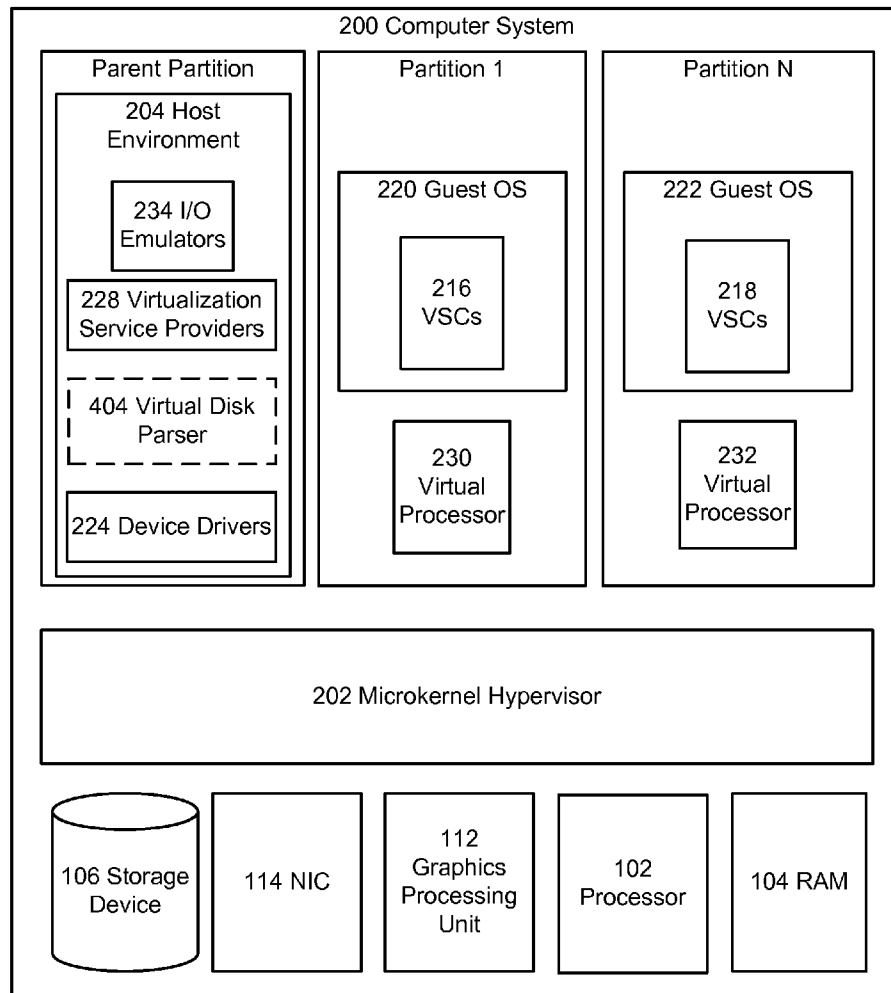 200 Computer System
Parent Partition
204 Host
Environment
234 I/O
Emulators
228 Virtualization
Service Providers
404 Virtual Disk
Parser
224 Device Drivers
Partition 1
220 Guest OS
216
VSCs
230
Virtual
Processor
Partition N
222 Guest OS
218
VSCs
232
Virtual
Processor
202 Microkernel Hypervisor
106 Storage
Device
114 NIC
112
Graphics
Processing
Unit
102
Processor
104 RAM